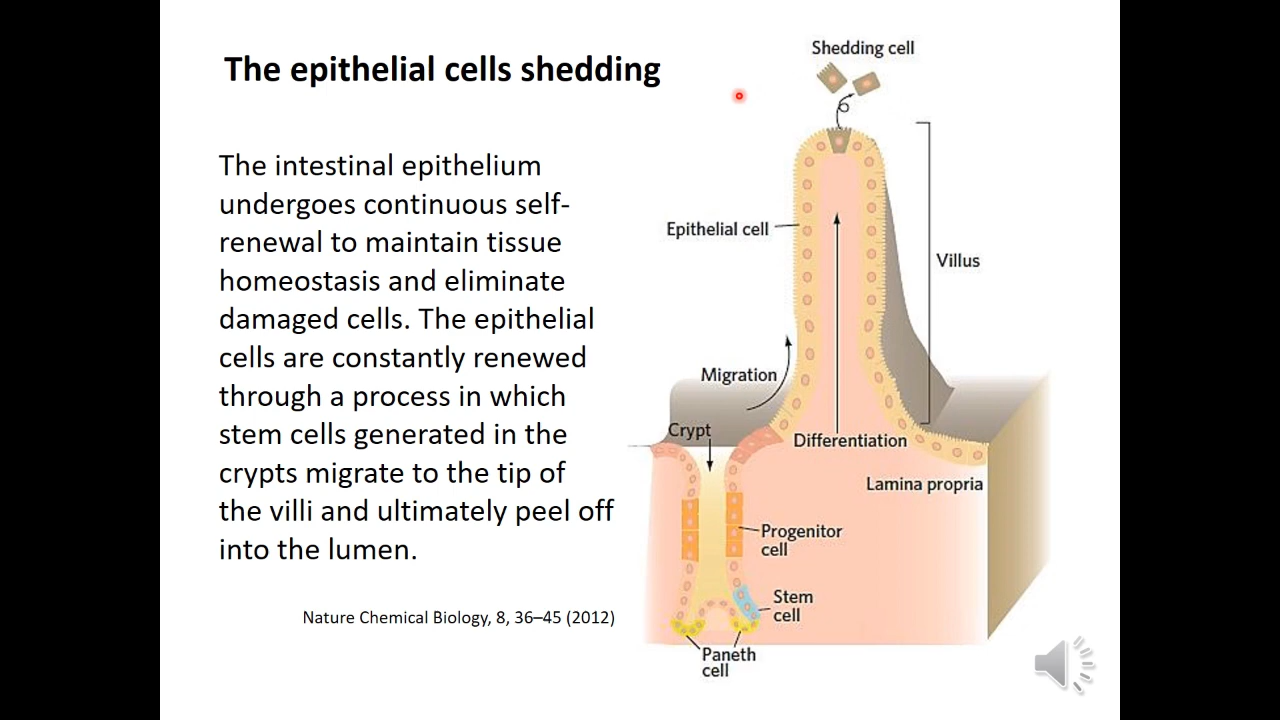 The epithelial cells shedding
The intestinal epithelium
undergoes continuous self-
renewal to maintain tissue
homeostasis and eliminate
damaged cells. The epithelial
cells are constantly renewed
through a process in which
stem cells generated in the
crypts migrate to the tip of
the villi and ultimately peel off
into the lumen.
Nature Chemical Biology, 8, 36–45 (2012)
Shedding cell
Epithelial cell
Villus
Migration
Crypt
Differentiation
Lamina propria
Progenitor
cell
Stem
cell
Paneth
cell